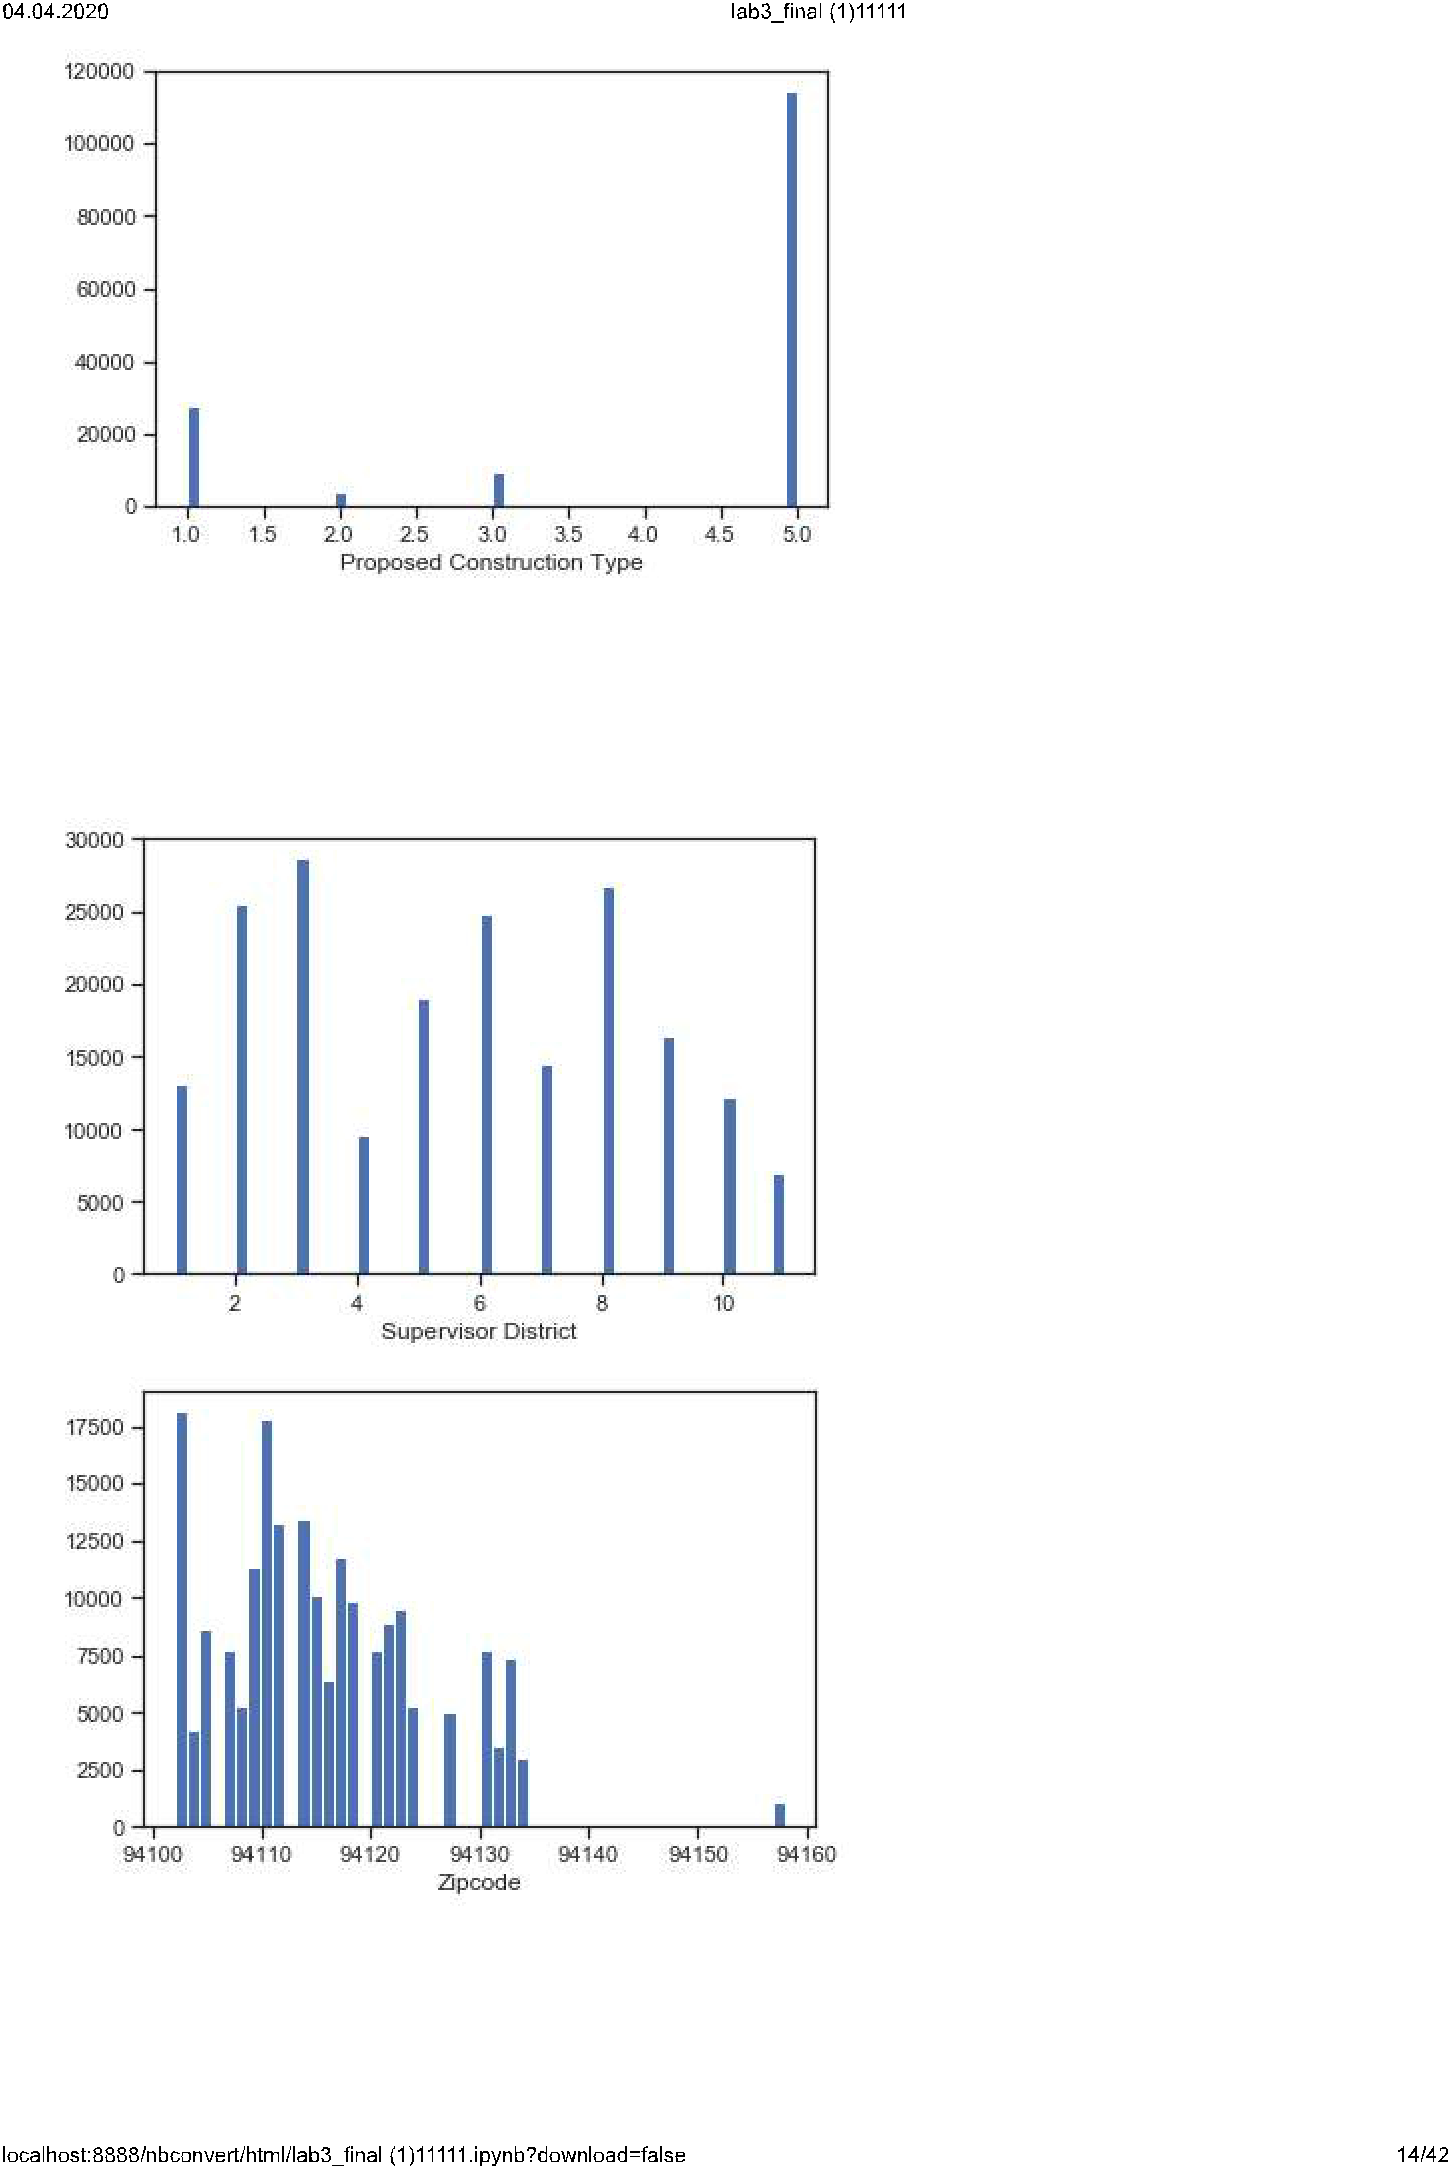 04.04.2020 lab3_final (1)11111
120000
100000
80000
60000
40000
20000
0
1.0 1.5 2.0 2.5 3.0 3.5 4.0 4.5 5.0
Proposed Construction Type
30000
25000
20000
15000
10000
5000
0
2 4 6 8 10
Supervisor District
17500
15000
12500
10000
7500
5000
2500
0
94100 94110 94120 94130 94140 94150 94160
Zipcode
localhost:8888/nbconvert/html/lab3_final (1)11111.ipynb?download=false 14/42